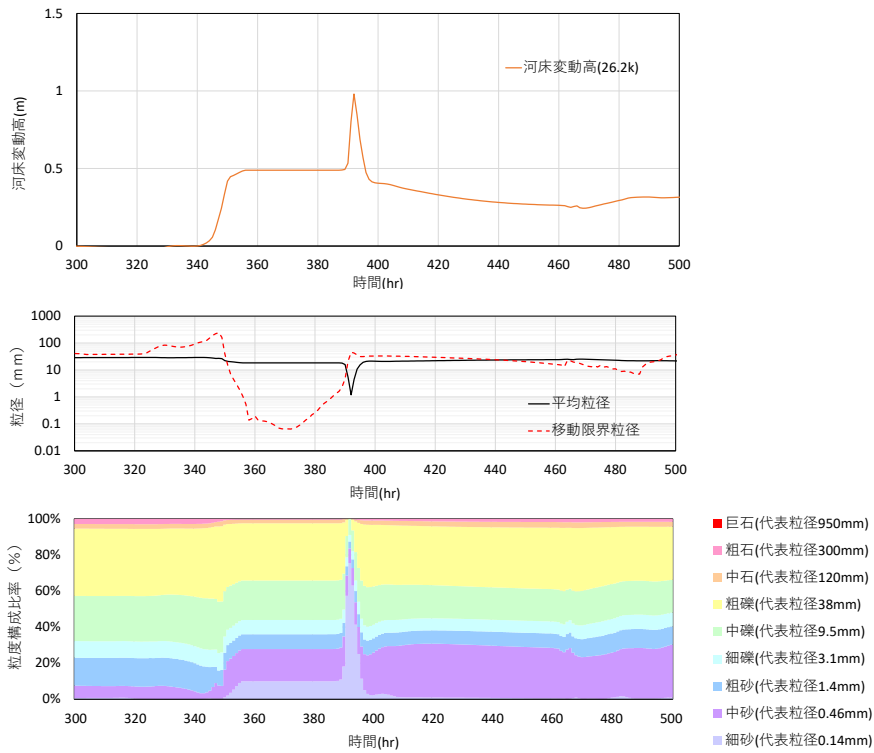 1.5
1
0.5
0
河床変動高(m)
河床変動高(26.2k)
300 320 340 360 380 400 420 440 460 480 500
時間(hr)
1000
100
10
1
0.1
0.01
粒径（mm）
平均粒径
移動限界粒径
300 320 340 360 380 400 420 440 460 480 500
時間(hr)
100%
80%
60%
40%
20%
0%
粒度構成比率（%）
300 320 340 360 380 400 420 440 460 480 500
時間(hr)
巨石(代表粒径950mm)
粗石(代表粒径300mm)
中石(代表粒径120mm)
粗礫(代表粒径38mm)
中礫(代表粒径9.5mm)
細礫(代表粒径3.1mm)
粗砂(代表粒径1.4mm)
中砂(代表粒径0.46mm)
細砂(代表粒径0.14mm)